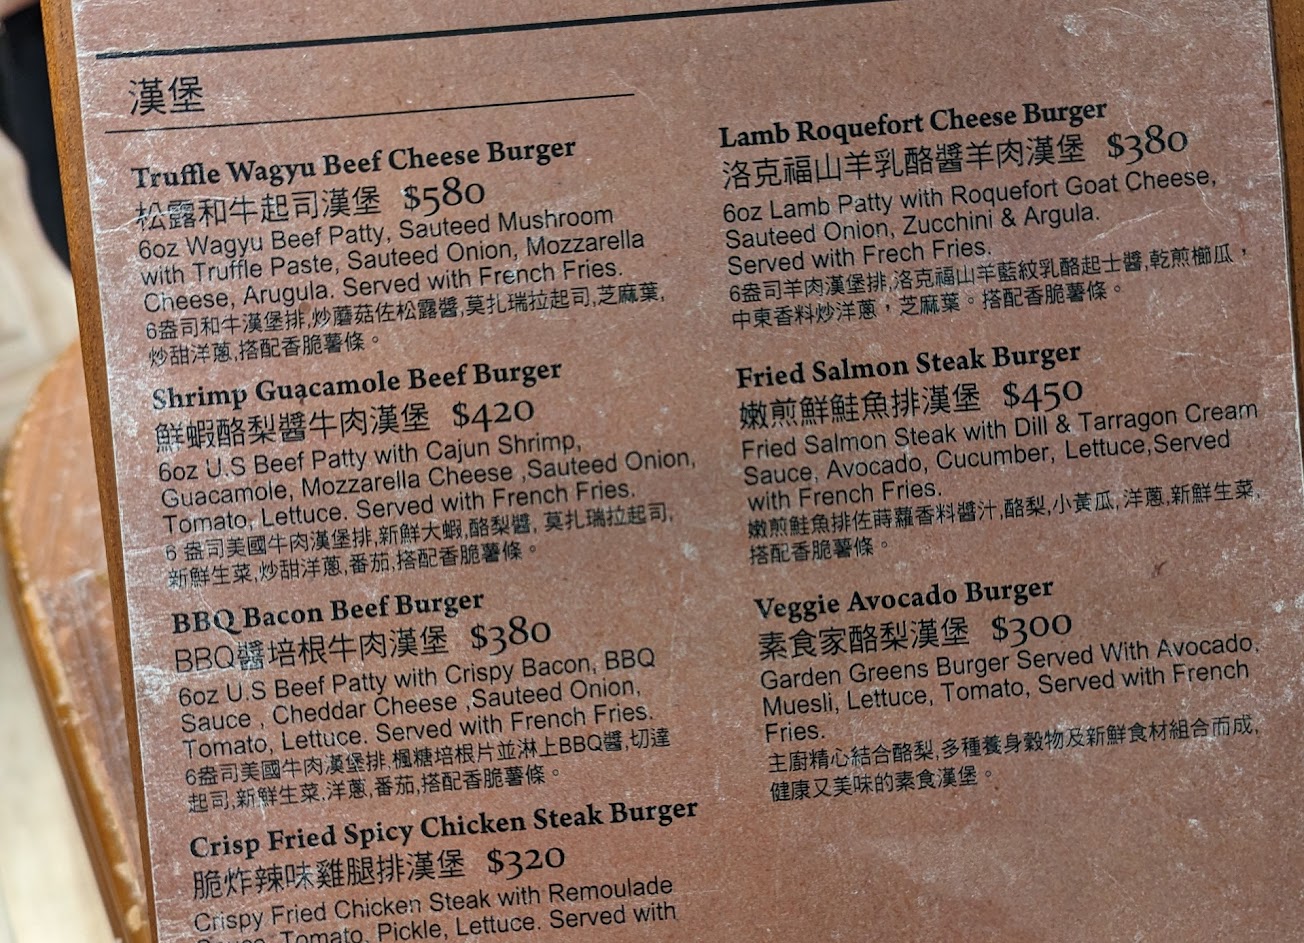 漢堡
Truffle Wagyu Beef Cheese Burger
松露和牛起司漢堡 $580
6oz Wagyu Beef Patty, Sauteed Mushroom
with Truffle Paste, Sauteed Onion, Mozzarella
Cheese, Arugula. Served with French Fries.
6盎司和牛漢堡排,炒蘑菇佐松露醬,莫扎瑞拉起司,芝麻葉,
炒甜洋蔥,搭配香脆薯條。
Shrimp Guacamole Beef Burger
鮮蝦酪梨醬牛肉漢堡 $420
6oz U.S Beef Patty with Cajun Shrimp,
Guacamole, Mozzarella Cheese ,Sauteed Onion,
Tomato, Lettuce. Served with French Fries.
6 盎司美國牛肉漢堡排,新鮮大蝦,酪梨醬, 莫扎瑞拉起司,
新鮮生菜,炒甜洋蔥,番茄,搭配香脆薯條。
BBQ Bacon Beef Burger
BBQ醬培根牛肉漢堡 $380
6oz U.S Beef Patty with Crispy Bacon, BBQ
Sauce , Cheddar Cheese ,Sauteed Onion,
Tomato, Lettuce. Served with French Fries.
6盎司美國牛肉漢堡排,楓糖培根片並淋上BBQ醬,切達
起司,新鮮生菜,洋蔥,番茄,搭配香脆薯條。
Crisp Fried Spicy Chicken Steak Burger
脆炸辣味雞腿排漢堡 $320
Crispy Fried Chicken Steak with Remoulade
Sauce, Tomato, Pickle, Lettuce. Served with
Lamb Roquefort Cheese Burger
洛克福山羊乳酪醬羊肉漢堡 $380
6oz Lamb Patty with Roquefort Goat Cheese,
Sauteed Onion, Zucchini & Argula.
Served with Frech Fries.
6盎司羊肉漢堡排,洛克福山羊藍紋乳酪起士醬,乾煎櫛瓜，
中東香料炒洋蔥，芝麻葉。搭配香脆薯條。
Fried Salmon Steak Burger
嫩煎鮮鮭魚排漢堡 $450
Fried Salmon Steak with Dill & Tarragon Cream
Sauce, Avocado, Cucumber, Lettuce,Served
with French Fries.
嫩煎鮭魚排佐蒔蘿香料醬汁,酪梨,小黃瓜,洋蔥,新鮮生菜,
搭配香脆薯條。
Veggie Avocado Burger
素食家酪梨漢堡 $300
Garden Greens Burger Served With Avocado,
Muesli, Lettuce, Tomato, Served with French
Fries.
主廚精心結合酪梨,多種養身穀物及新鮮食材組合而成,
健康又美味的素食漢堡。